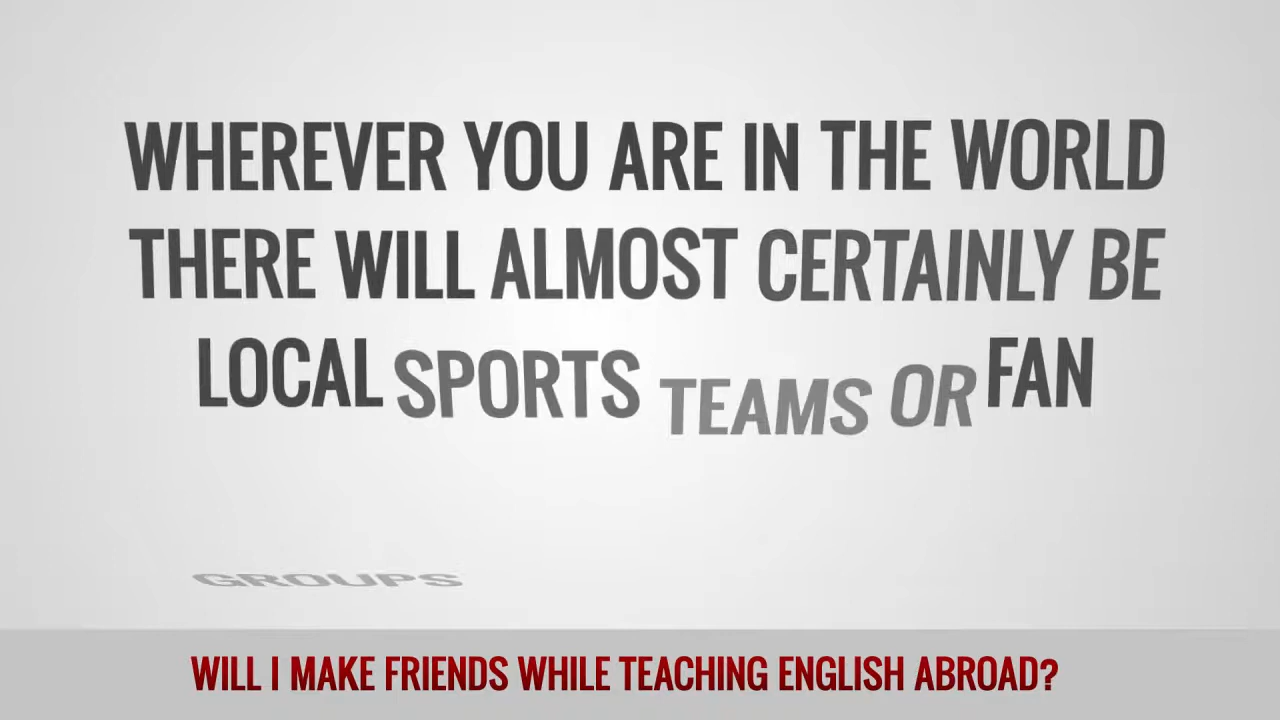 WHEREVER YOU ARE IN THE WORLD
THERE WILL ALMOST CERTAINLY BE
LOCAL SPORTS TEAMS OR FAN
GROUPS
WILL I MAKE FRIENDS WHILE TEACHING ENGLISH ABROAD?